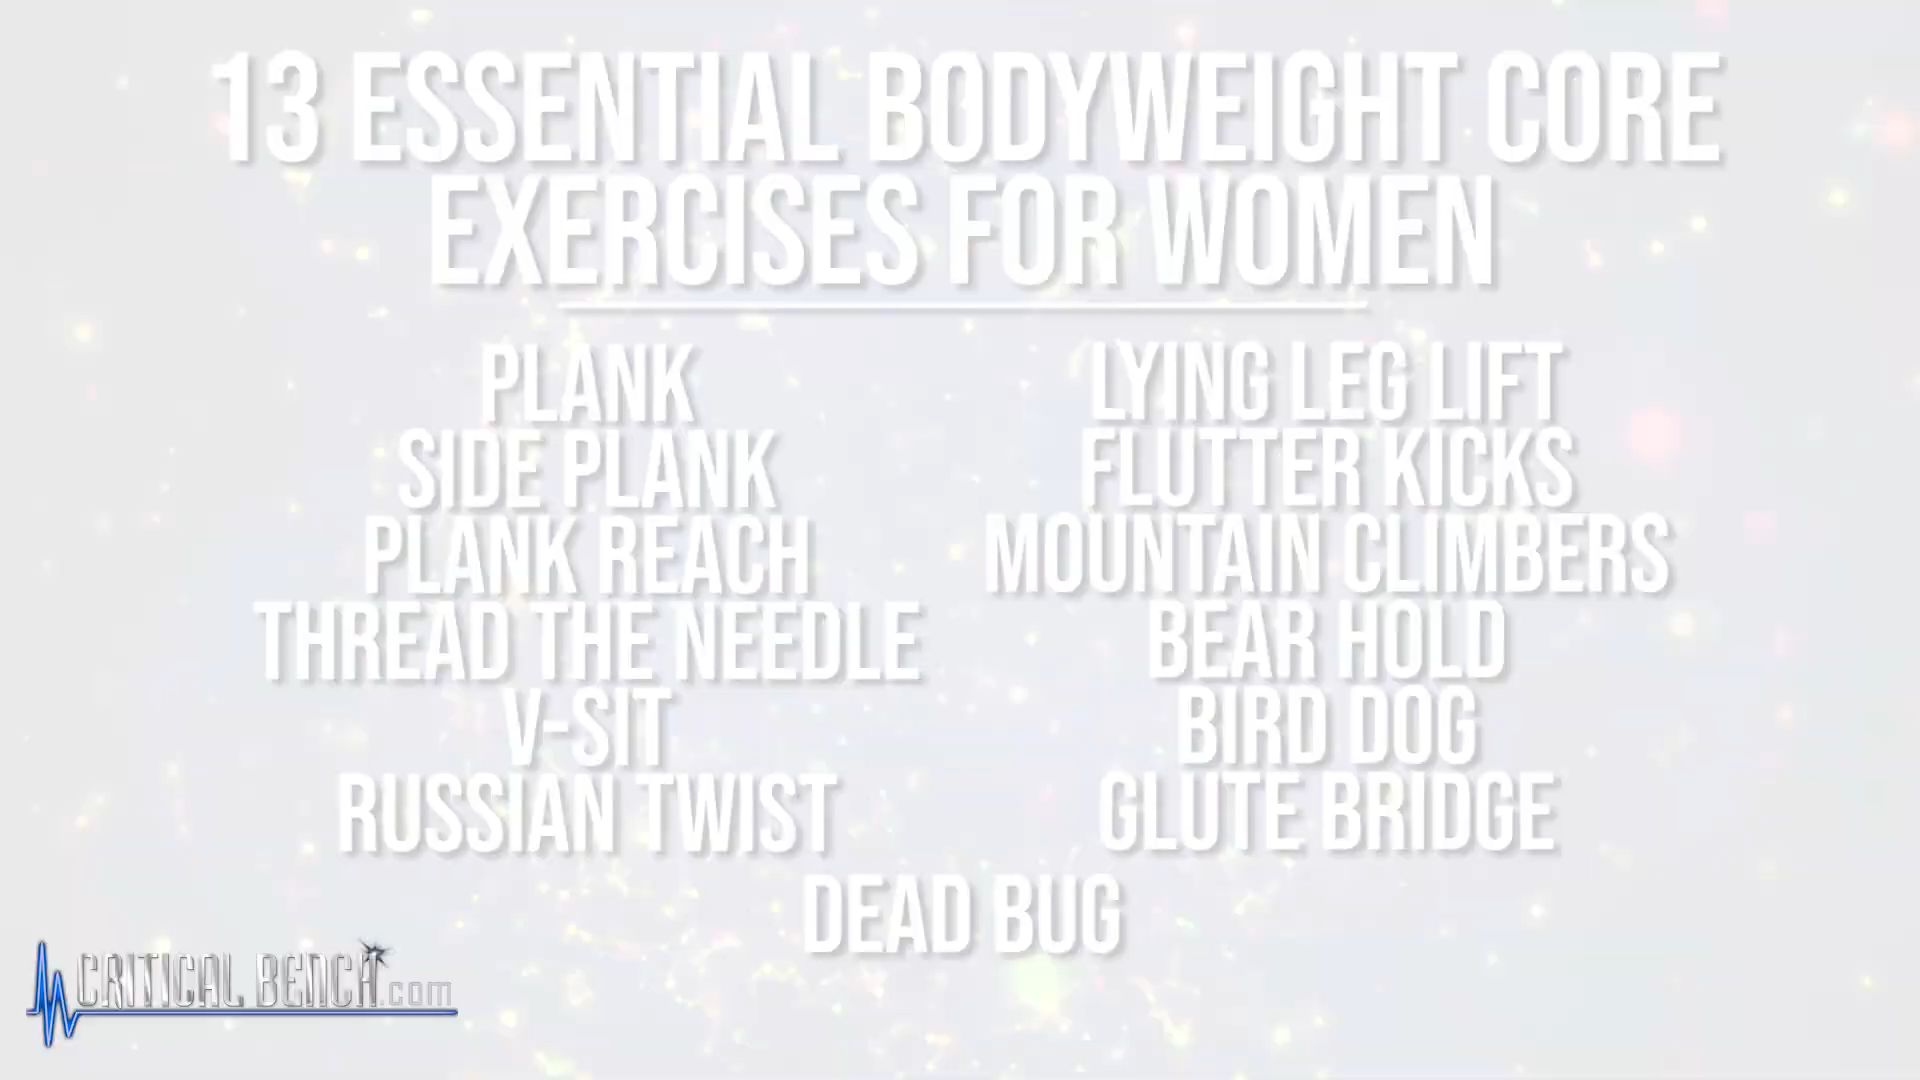 13 ESSENTIAL BODYWEIGHT CORE
EXERCISES FOR WOMEN
PLANK
SIDE PLANK
PLANK REACH
THREAD THE NEEDLE
V-SIT
RUSSIAN TWIST
LYING LEG LIFT
FLUTTER KICKS
MOUNTAIN CLIMBERS
BEAR HOLD
BIRD DOG
GLUTE BRIDGE
DEAD BUG
CRITICAL BENCH.com